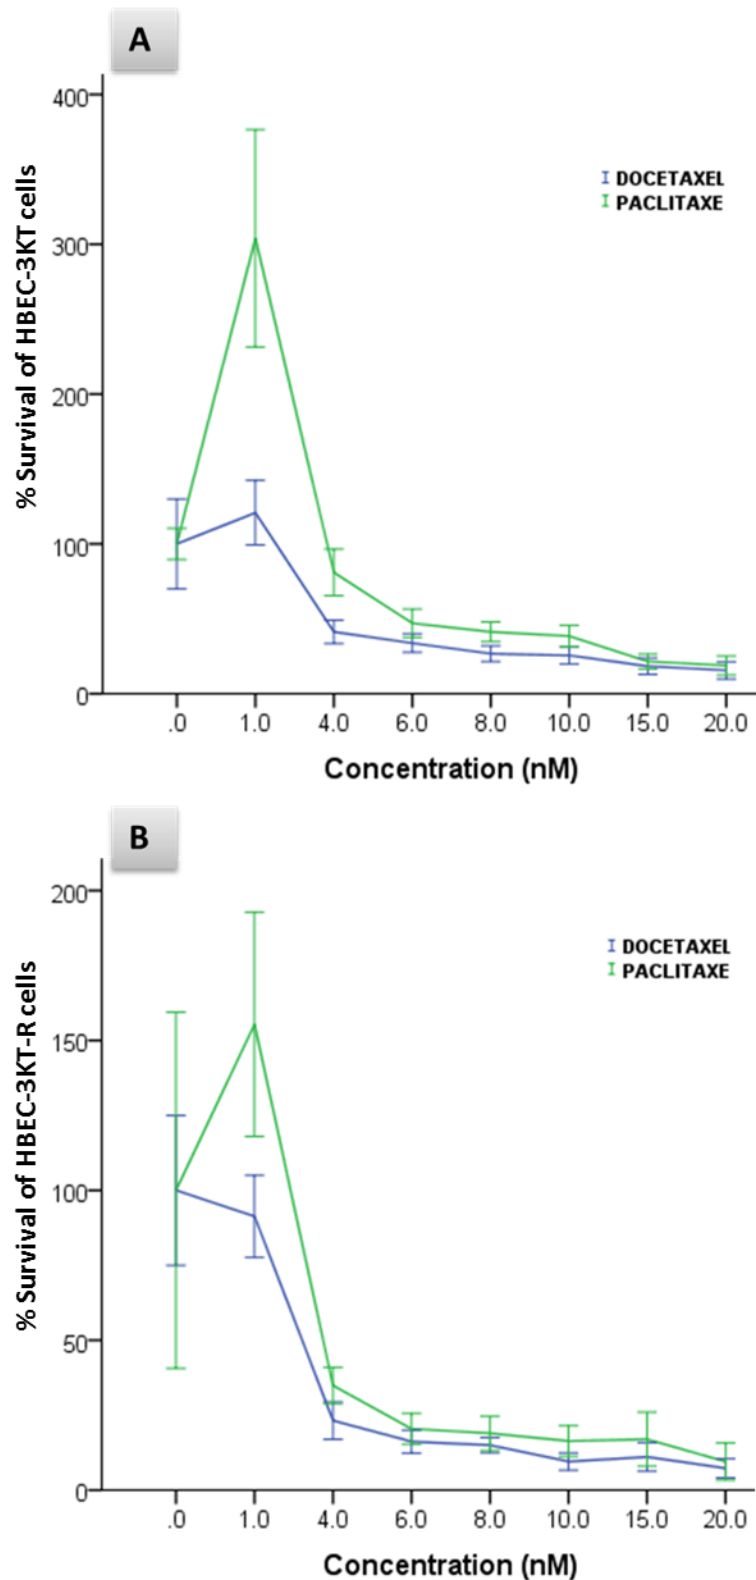 A
% Survival of HBEC-3KT cells
400
300
200
100
0
DOCETAXEL
PACLITAXE
.0 1.0 4.0 6.0 8.0 10.0 15.0 20.0
Concentration (nM)
B
% Survival of HBEC-3KT-R cells
200
150
100
50
0
DOCETAXEL
PACLITAXE
.0 1.0 4.0 6.0 8.0 10.0 15.0 20.0
Concentration (nM)